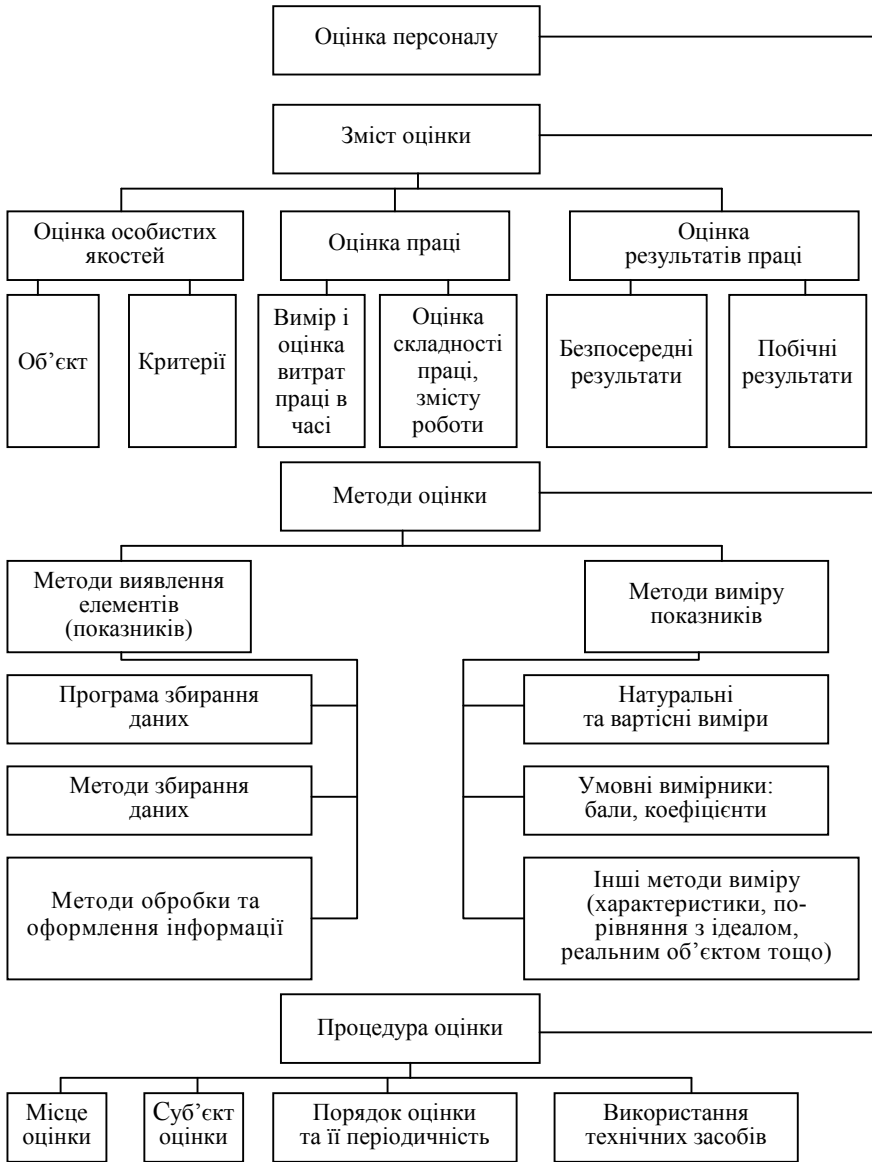 Оцінка персоналу
Зміст оцінки
Оцінка особистих
якостей
Оцінка праці
Оцінка
результатів праці
Об’єкт
Критерії
Вимір і
оцінка
витрат
праці в
часі
Оцінка
складності
праці,
змісту
роботи
Безпосередні
результати
Побічні
результати
Методи оцінки
Методи виявлення
елементів
(показників)
Методи виміру
показників
Програма збирання
даних
Натуральні
та вартісні виміри
Методи збирання
даних
Умовні вимірники:
бали, коефіцієнти
Методи обробки та
оформлення інформації
Інші методи виміру
(характеристики, по-
рівняння з ідеалом,
реальним об’єктом тощо)
Процедура оцінки
Місце
оцінки
Суб’єкт
оцінки
Порядок оцінки
та її періодичність
Використання
технічних засобів